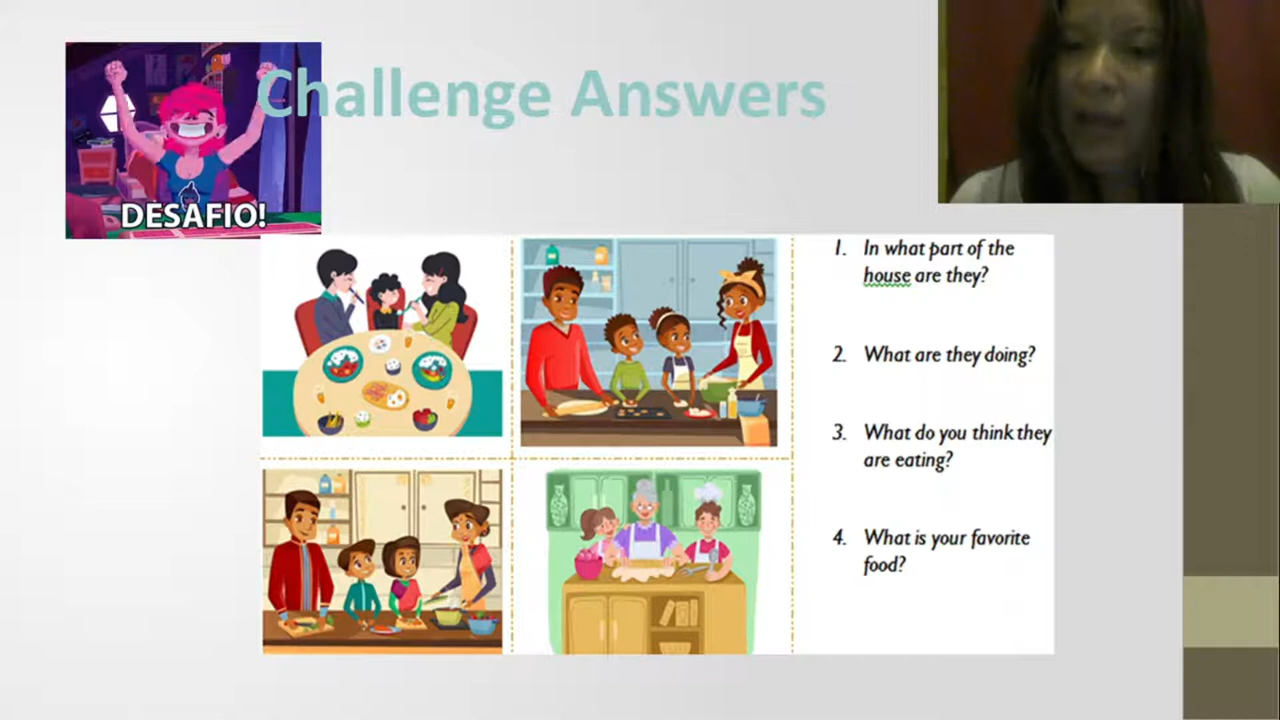 Challenge Answers
DESAFIO!
1. In what part of the
house are they?
2. What are they doing?
3. What do you think they
are eating?
4. What is your favorite
food?